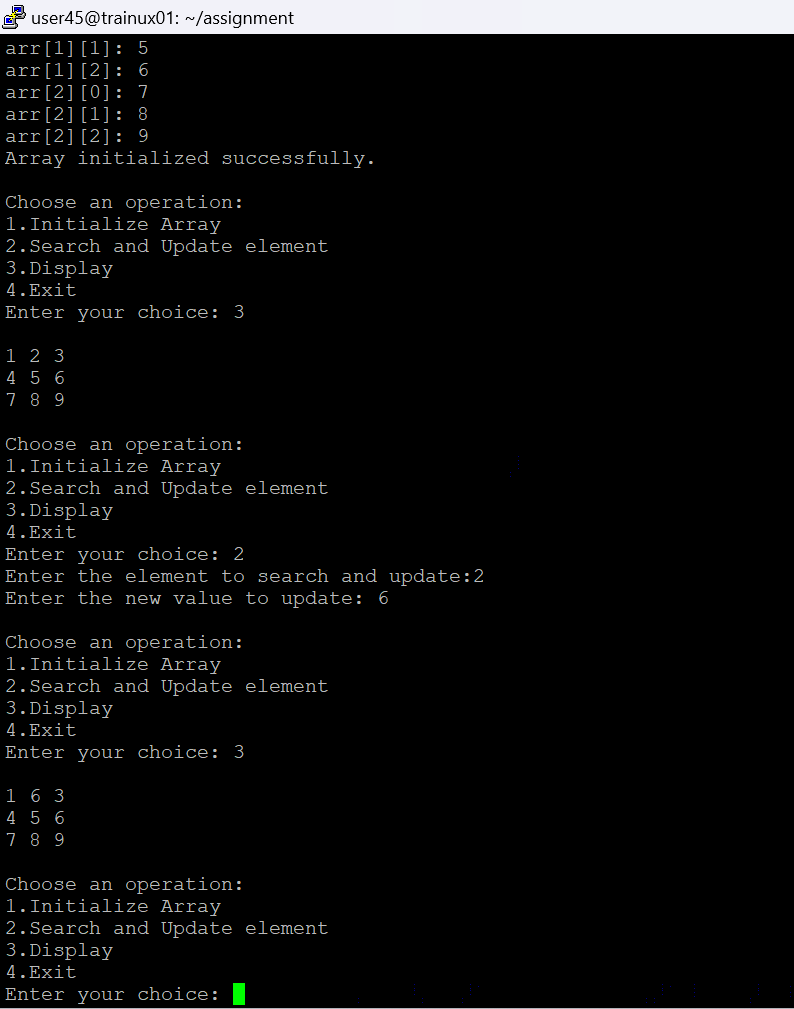 user45@trainux01: ~/assignment
arr[1][1]: 5
arr[1][2]: 6
arr[2][0]: 7
arr[2][1]: 8
arr[2][2]: 9
Array initialized successfully.
Choose an operation:
1.Initialize Array
2.Search and Update element
3.Display
4.Exit
Enter your choice: 3
1 2 3
4 5 6
7 8 9
Choose an operation:
1.Initialize Array
2.Search and Update element
3.Display
4.Exit
Enter your choice: 2
Enter the element to search and update:2
Enter the new value to update: 6
Choose an operation:
1.Initialize Array
2.Search and Update element
3.Display
4.Exit
Enter your choice: 3
1 6 3
4 5 6
7 8 9
Choose an operation:
1.Initialize Array
2.Search and Update element
3.Display
4.Exit
Enter your choice: